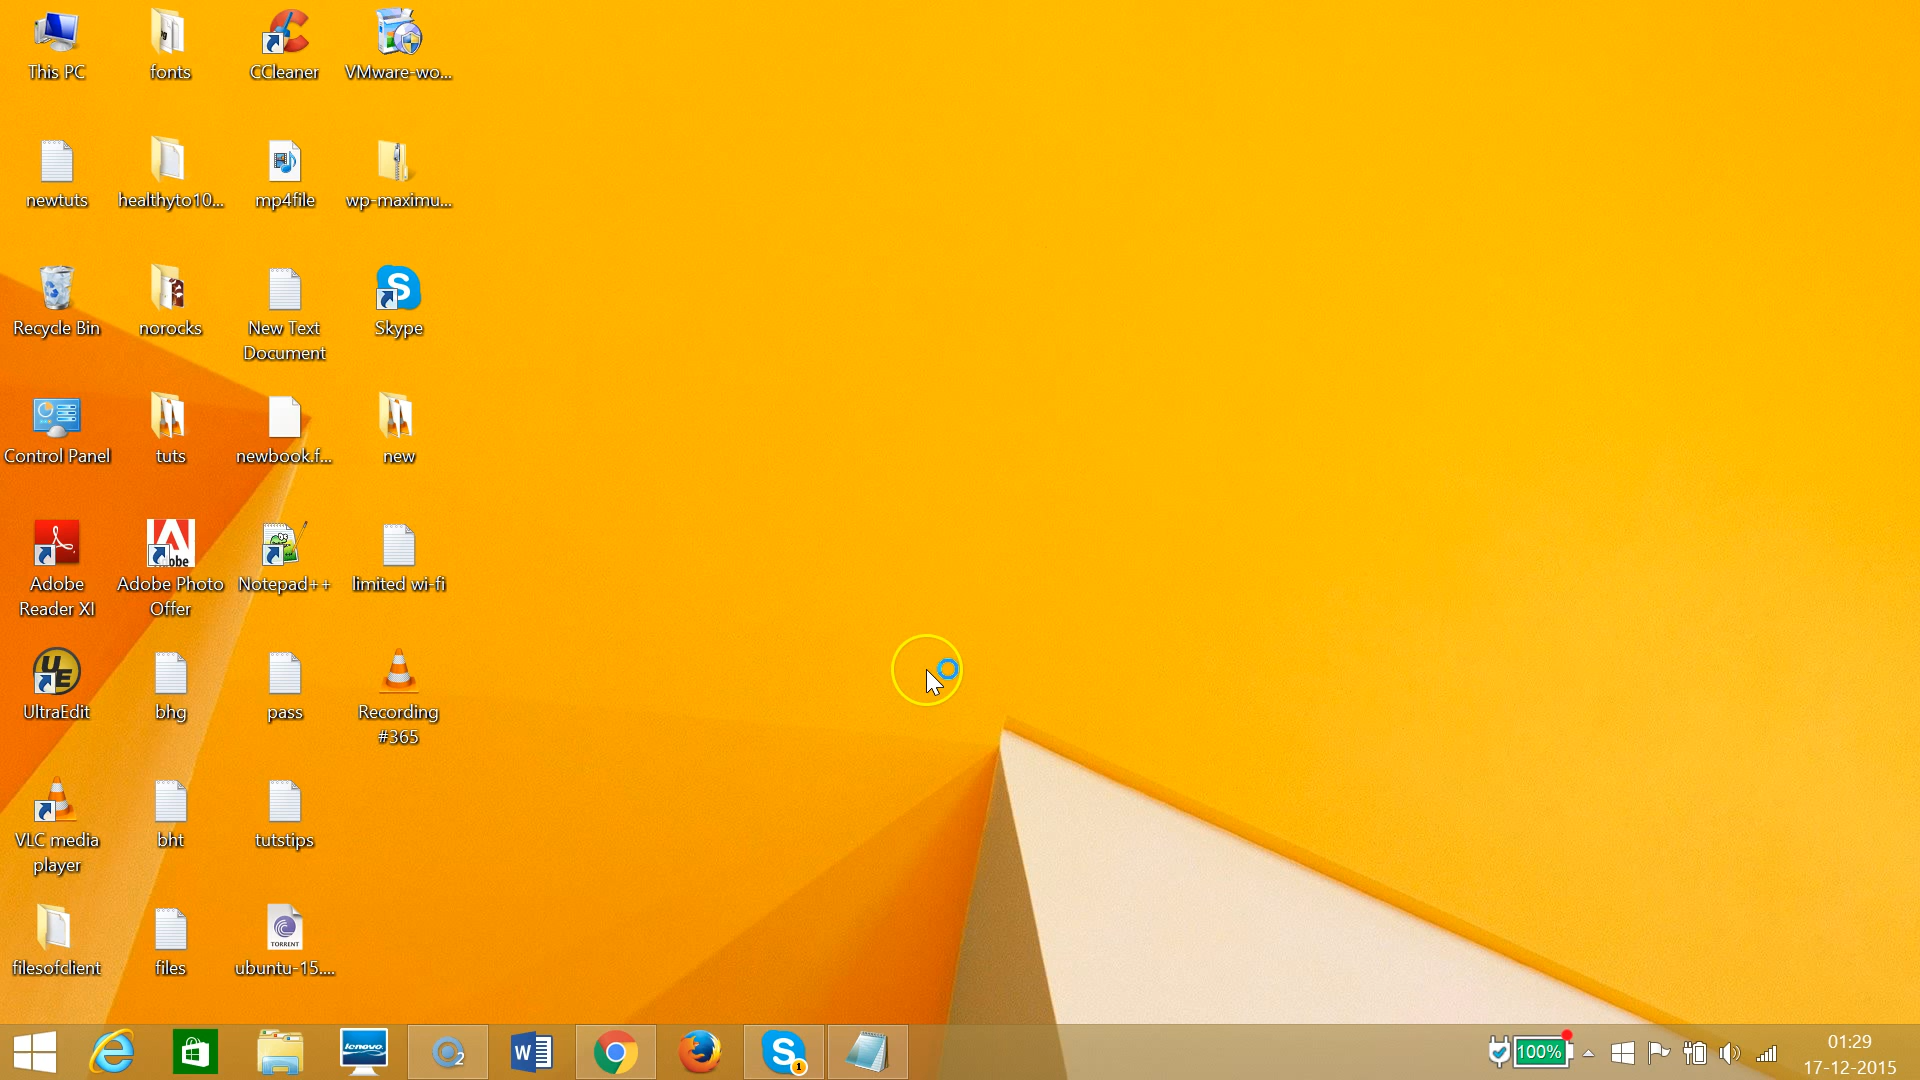 This PC
fonts
CCleaner
VMware-wo...
newtuts
healthyto10...
mp4file
wp-maximu...
Recycle Bin
norocks
New Text
Document
Skype
Control Panel
tuts
newbook.f...
new
Adobe
Reader XI
Adobe Photo
Offer
Notepad++
limited wi-fi
UltraEdit
bhg
pass
Recording
#365
VLC media
player
bht
tutstips
TORRENT
filesofclient
files
ubuntu-15....
lenovo
100%
01:29
17-12-2015